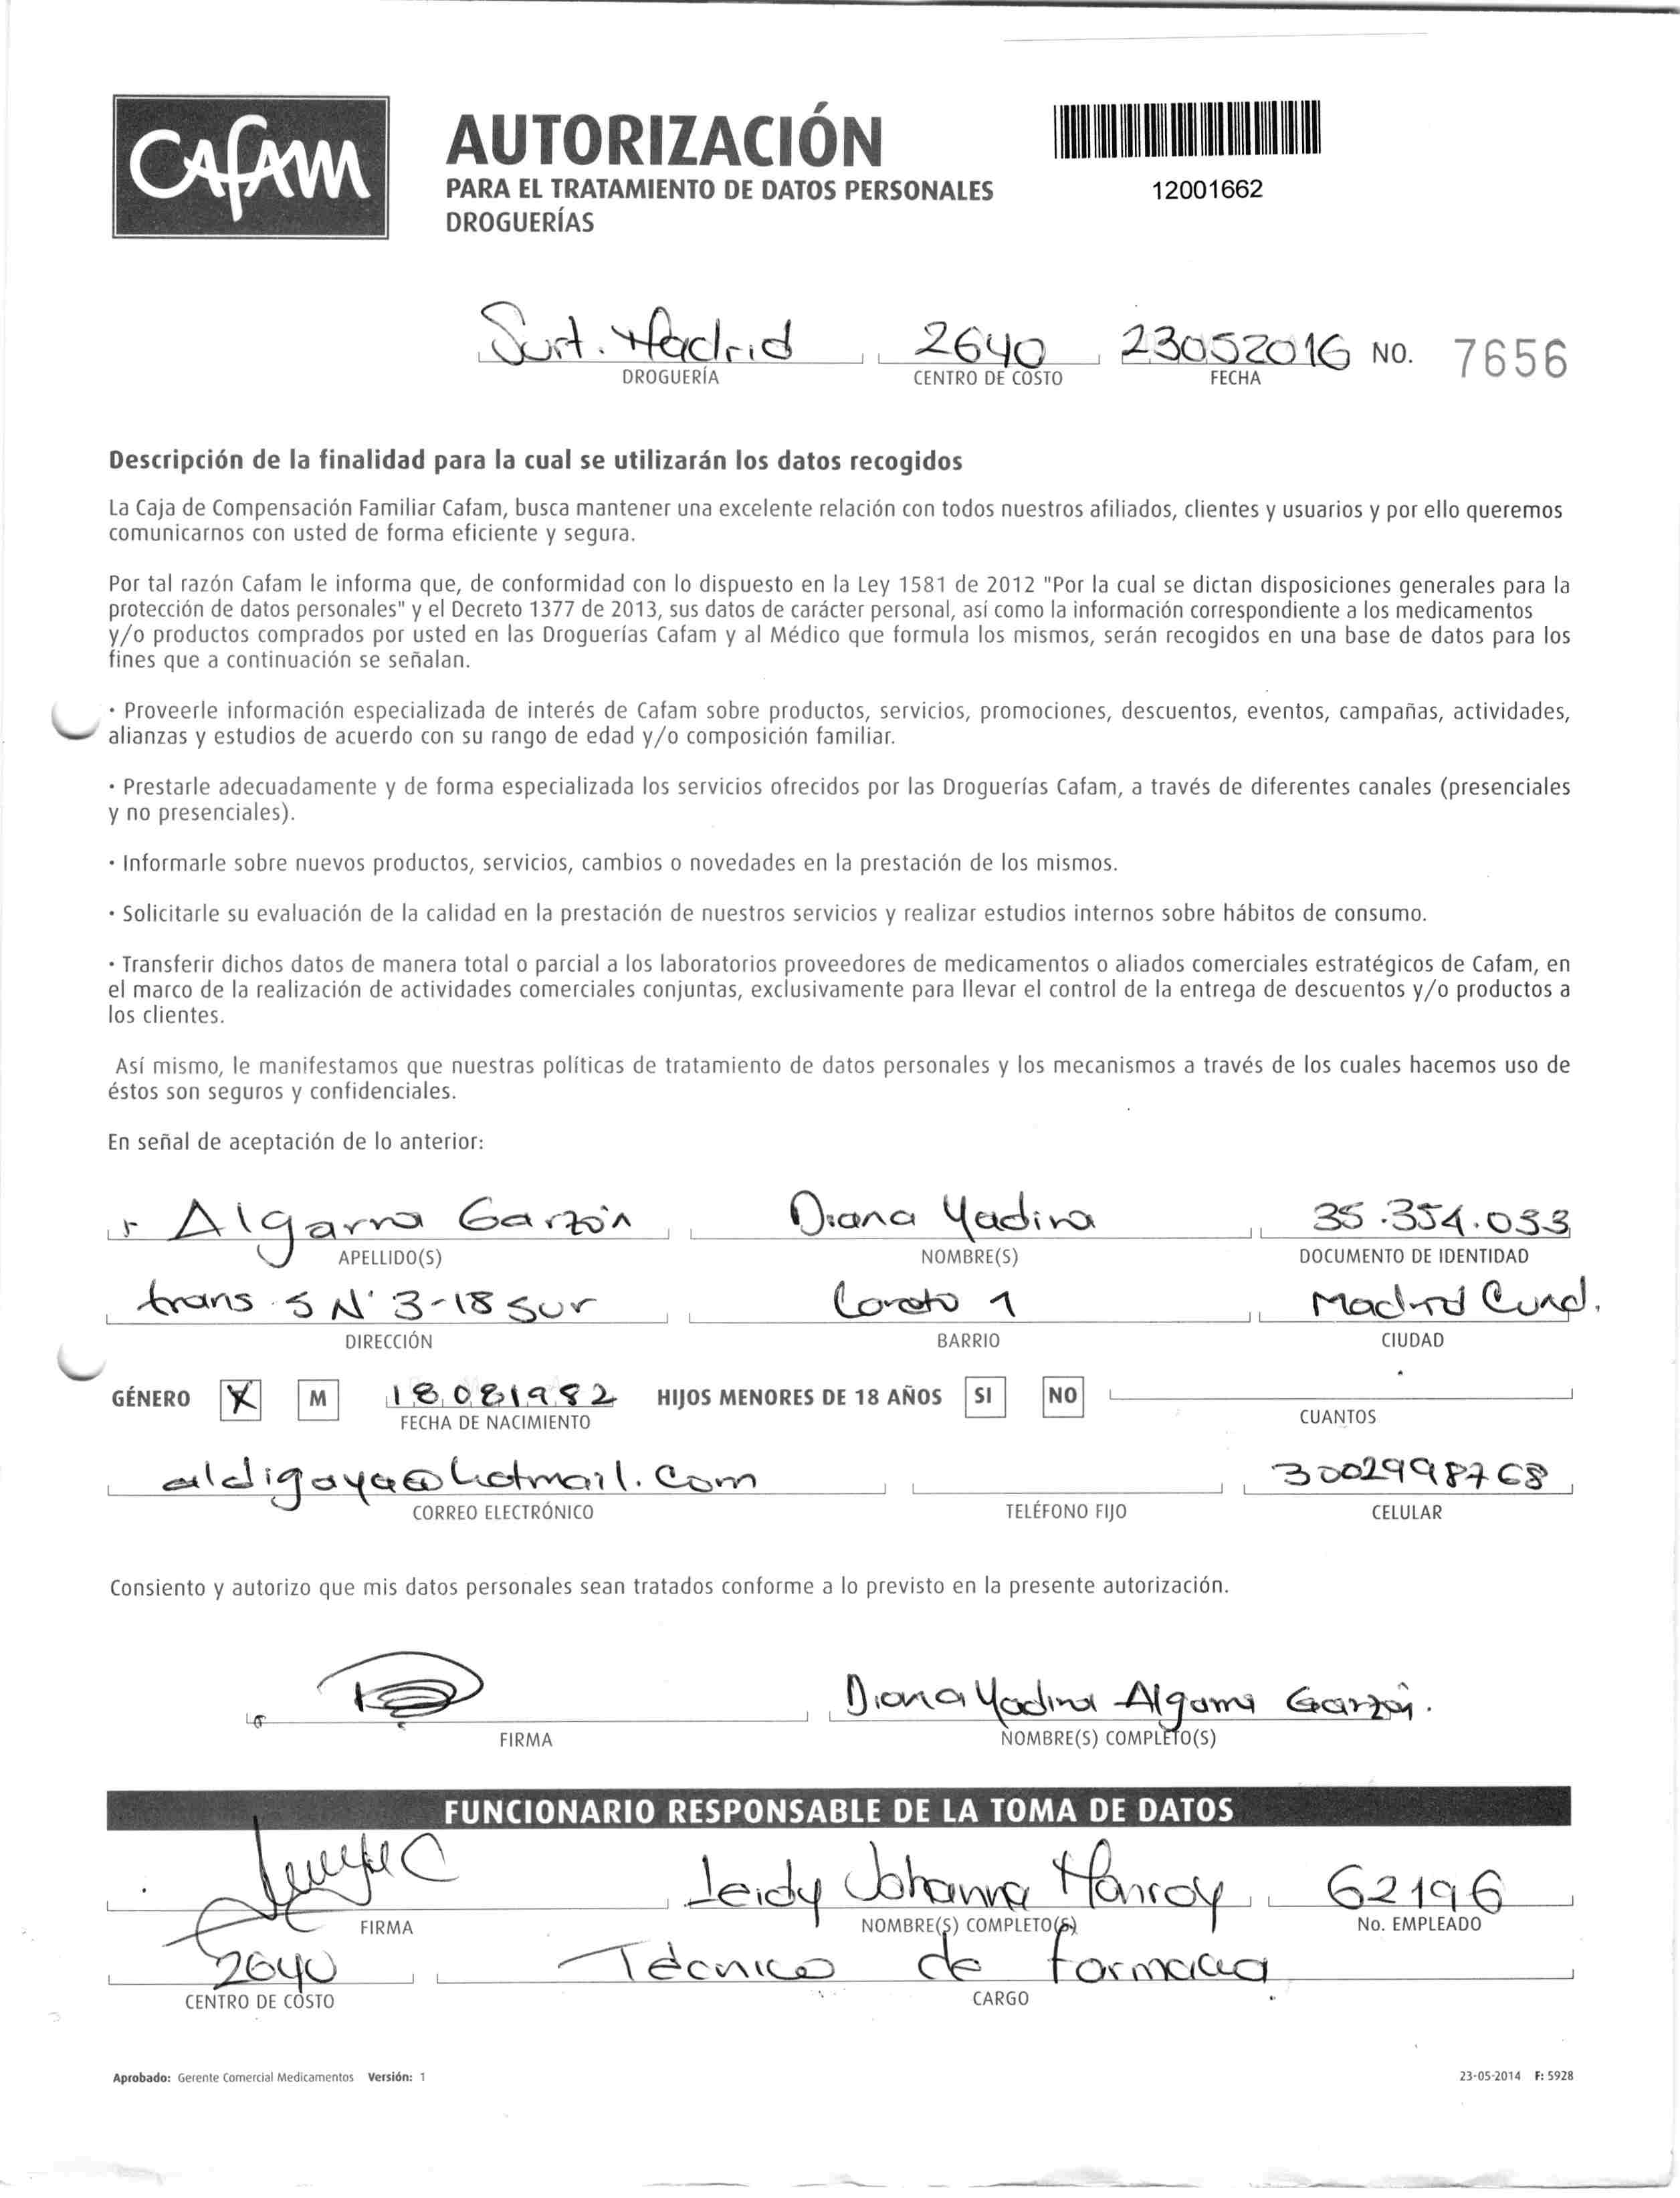 CAFAM
AUTORIZACIÓN
PARA EL TRATAMIENTO DE DATOS PERSONALES
DROGUERÍAS
12001662
Surt. Madrid 2640 23052016 NO. 7656
DROGUERÍA CENTRO DE COSTO FECHA
Descripción de la finalidad para la cual se utilizarán los datos recogidos
La Caja de Compensación Familiar Cafam, busca mantener una excelente relación con todos nuestros afiliados, clientes y usuarios y por ello queremos
comunicarnos con usted de forma eficiente y segura.
Por tal razón Cafam le informa que, de conformidad con lo dispuesto en la Ley 1581 de 2012 "Por la cual se dictan disposiciones generales para la
protección de datos personales" y el Decreto 1377 de 2013, sus datos de carácter personal, así como la información correspondiente a los medicamentos
y/o productos comprados por usted en las Droguerías Cafam y al Médico que formula los mismos, serán recogidos en una base de datos para los
fines que a continuación se señalan.
· Proveerle información especializada de interés de Cafam sobre productos, servicios, promociones, descuentos, eventos, campañas, actividades,
alianzas y estudios de acuerdo con su rango de edad y/o composición familiar.
· Prestarle adecuadamente y de forma especializada los servicios ofrecidos por las Droguerías Cafam, a través de diferentes canales (presenciales
y no presenciales).
· Informarle sobre nuevos productos, servicios, cambios o novedades en la prestación de los mismos.
· Solicitarle su evaluación de la calidad en la prestación de nuestros servicios y realizar estudios internos sobre hábitos de consumo.
· Transferir dichos datos de manera total o parcial a los laboratorios proveedores de medicamentos o aliados comerciales estratégicos de Cafam, en
el marco de la realización de actividades comerciales conjuntas, exclusivamente para llevar el control de la entrega de descuentos y/o productos a
los clientes.
Así mismo, le manifestamos que nuestras políticas de tratamiento de datos personales y los mecanismos a través de los cuales hacemos uso de
éstos son seguros y confidenciales.
En señal de aceptación de lo anterior:
Algarra Garzón Diana Yadira 35.354.033
APELLIDO(S) NOMBRE(S) DOCUMENTO DE IDENTIDAD
trans 5 N° 3-18 sur Loreto 1 Madrid Cund.
DIRECCIÓN BARRIO CIUDAD
GÉNERO X M 18081982 HIJOS MENORES DE 18 AÑOS SI NO
FECHA DE NACIMIENTO CUANTOS
aldigaya@hotmail.com 3002998768
CORREO ELECTRÓNICO TELÉFONO FIJO CELULAR
Consiento y autorizo que mis datos personales sean tratados conforme a lo previsto en la presente autorización.
Diana Yadira Algarra Garzón.
FIRMA NOMBRE(S) COMPLETO(S)
FUNCIONARIO RESPONSABLE DE LA TOMA DE DATOS
Leidy Johanna Monroy 62196
FIRMA NOMBRE(S) COMPLETO(S) No. EMPLEADO
2640 Técnico de farmacia
CENTRO DE COSTO CARGO
Aprobado: Gerente Comercial Medicamentos Versión: 1 23-05-2014 F: 5928